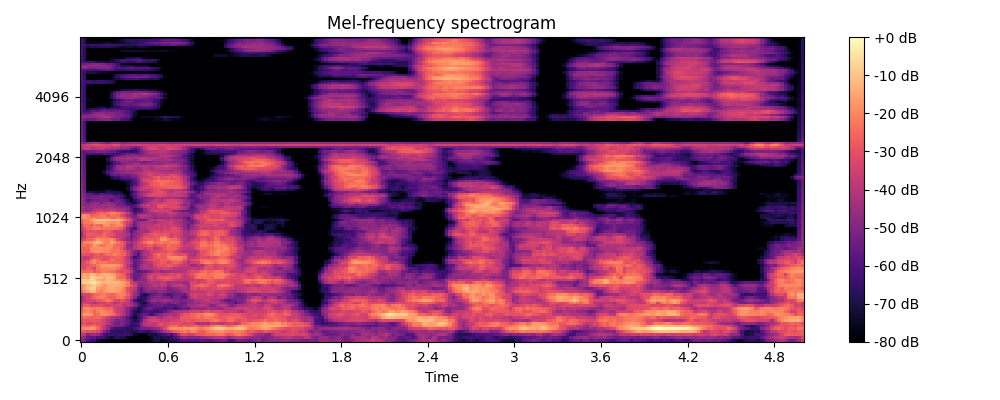 Mel-frequency spectrogram
+0 dB
-10 dB
4096
-20 dB
2048
-30 dB
Hz
-40 dB
1024
-50 dB
512
-60 dB
-70 dB
0
-80 dB
0 0.6 1.2 1.8 2.4 3 3.6 4.2 4.8
Time